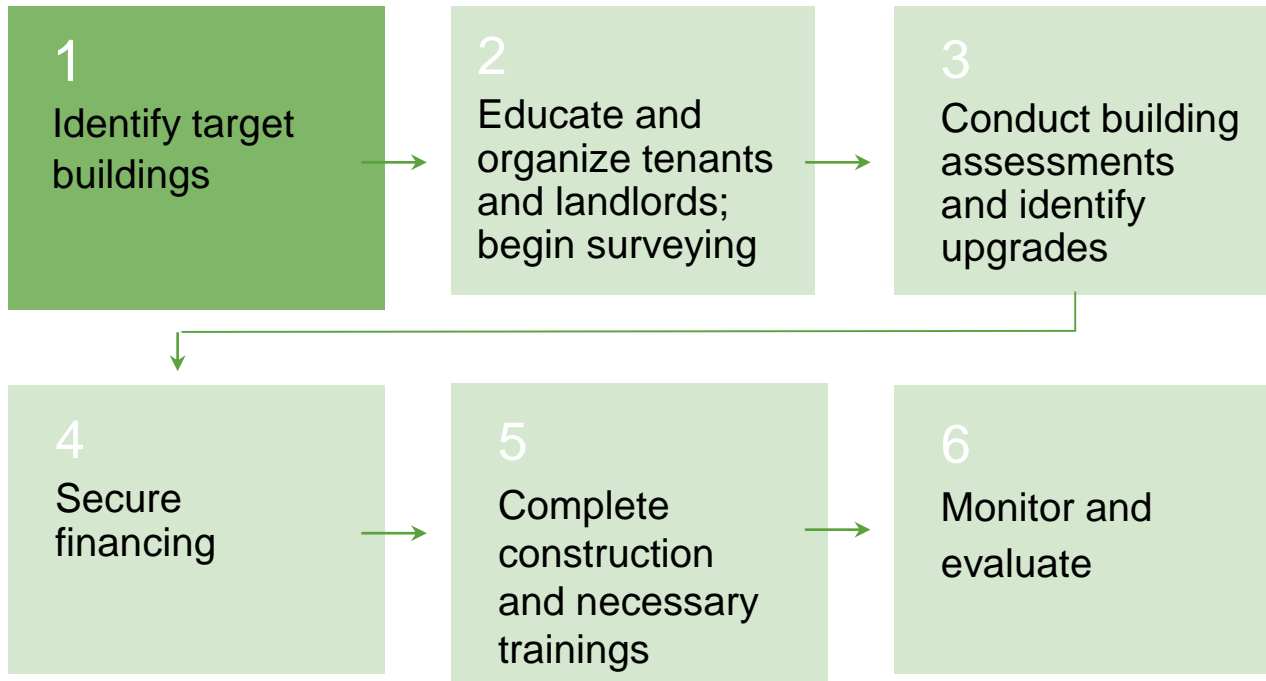 1
Identify target
buildings
2
Educate and
organize tenants
and landlords;
begin surveying
3
Conduct building
assessments
and identify
upgrades
4
Secure
financing
5
Complete
construction
and necessary
trainings
6
Monitor and
evaluate